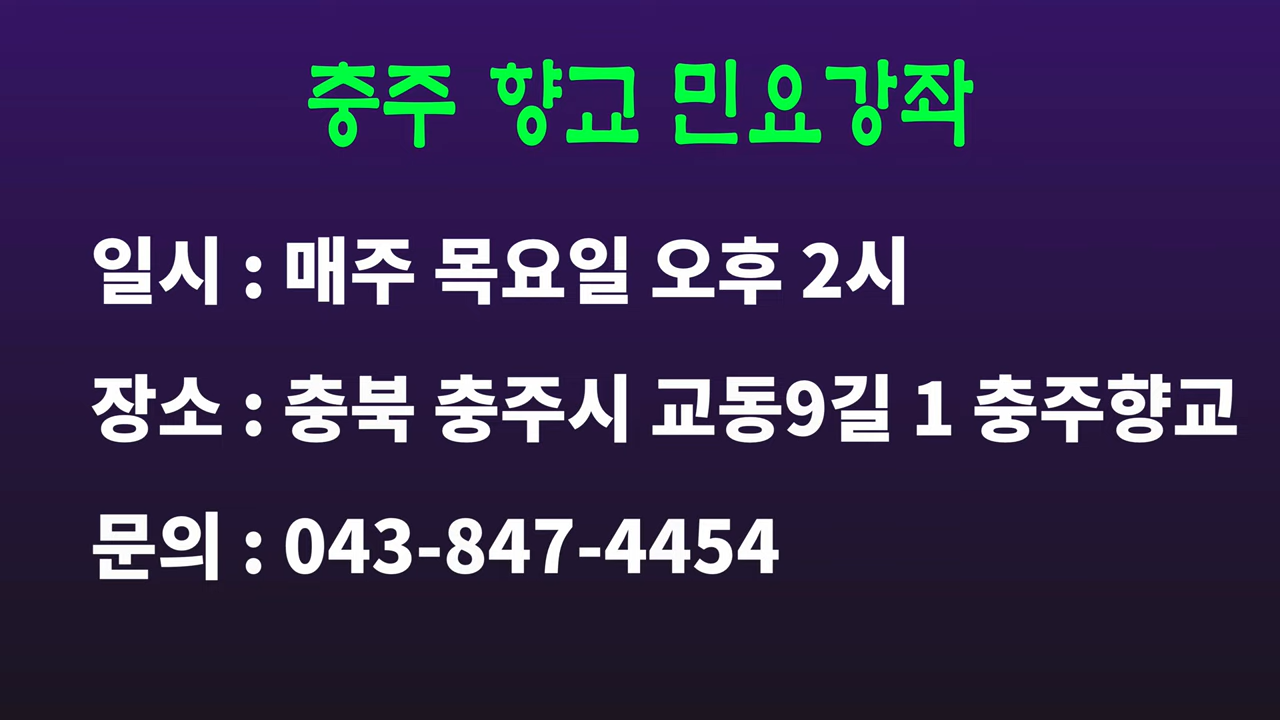 충주 향교 민요강좌
일시 : 매주 목요일 오후 2시
장소 : 충북 충주시 교동9길 1 충주향교
문의 : 043-847-4454